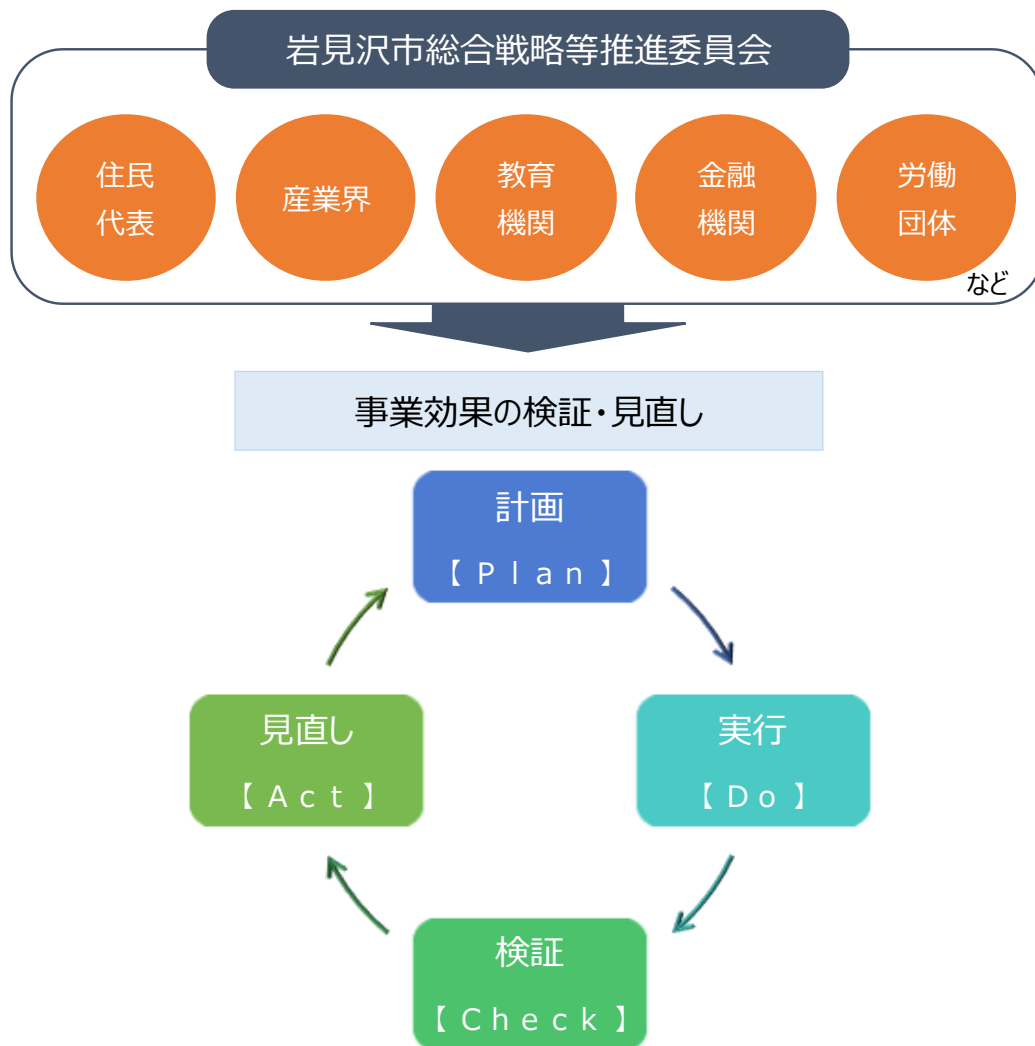 岩見沢市総合戦略等推進委員会
住民
代表
産業界
教育
機関
金融
機関
労働
団体
など
事業効果の検証・見直し
計画
【 Ｐｌａｎ 】
見直し
【 Ａｃｔ 】
実行
【 Ｄｏ 】
検証
【 Ｃｈｅｃｋ 】